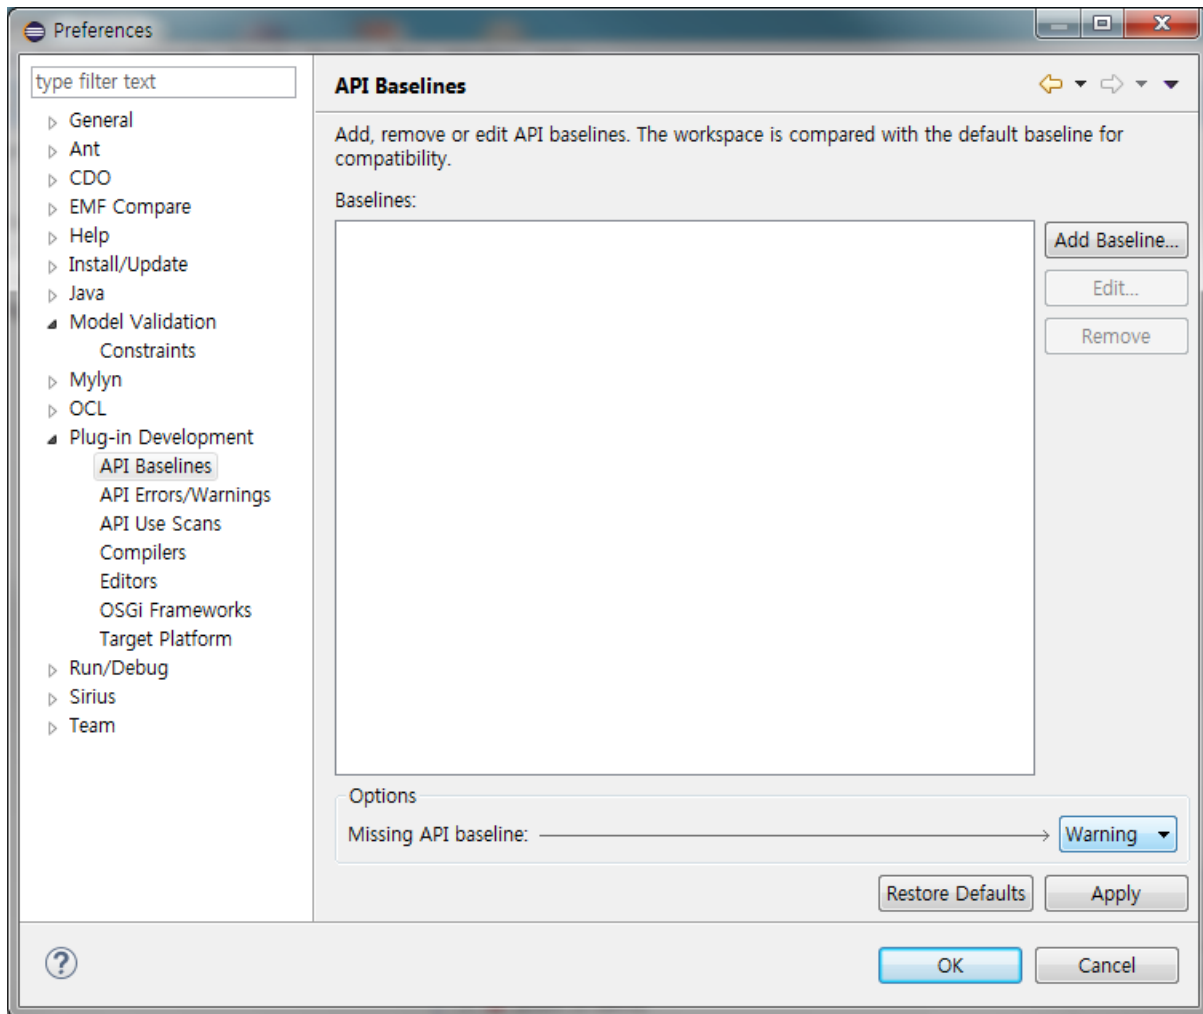 Preferences
type filter text
General
Ant
CDO
EMF Compare
Help
Install/Update
Java
Model Validation
Constraints
Mylyn
OCL
Plug-in Development
API Baselines
API Errors/Warnings
API Use Scans
Compilers
Editors
OSGi Frameworks
Target Platform
Run/Debug
Sirius
Team
API Baselines
Add, remove or edit API baselines. The workspace is compared with the default baseline for
compatibility.
Baselines:
Add Baseline...
Edit...
Remove
Options
Missing API baseline:
Warning
Restore Defaults
Apply
OK
Cancel